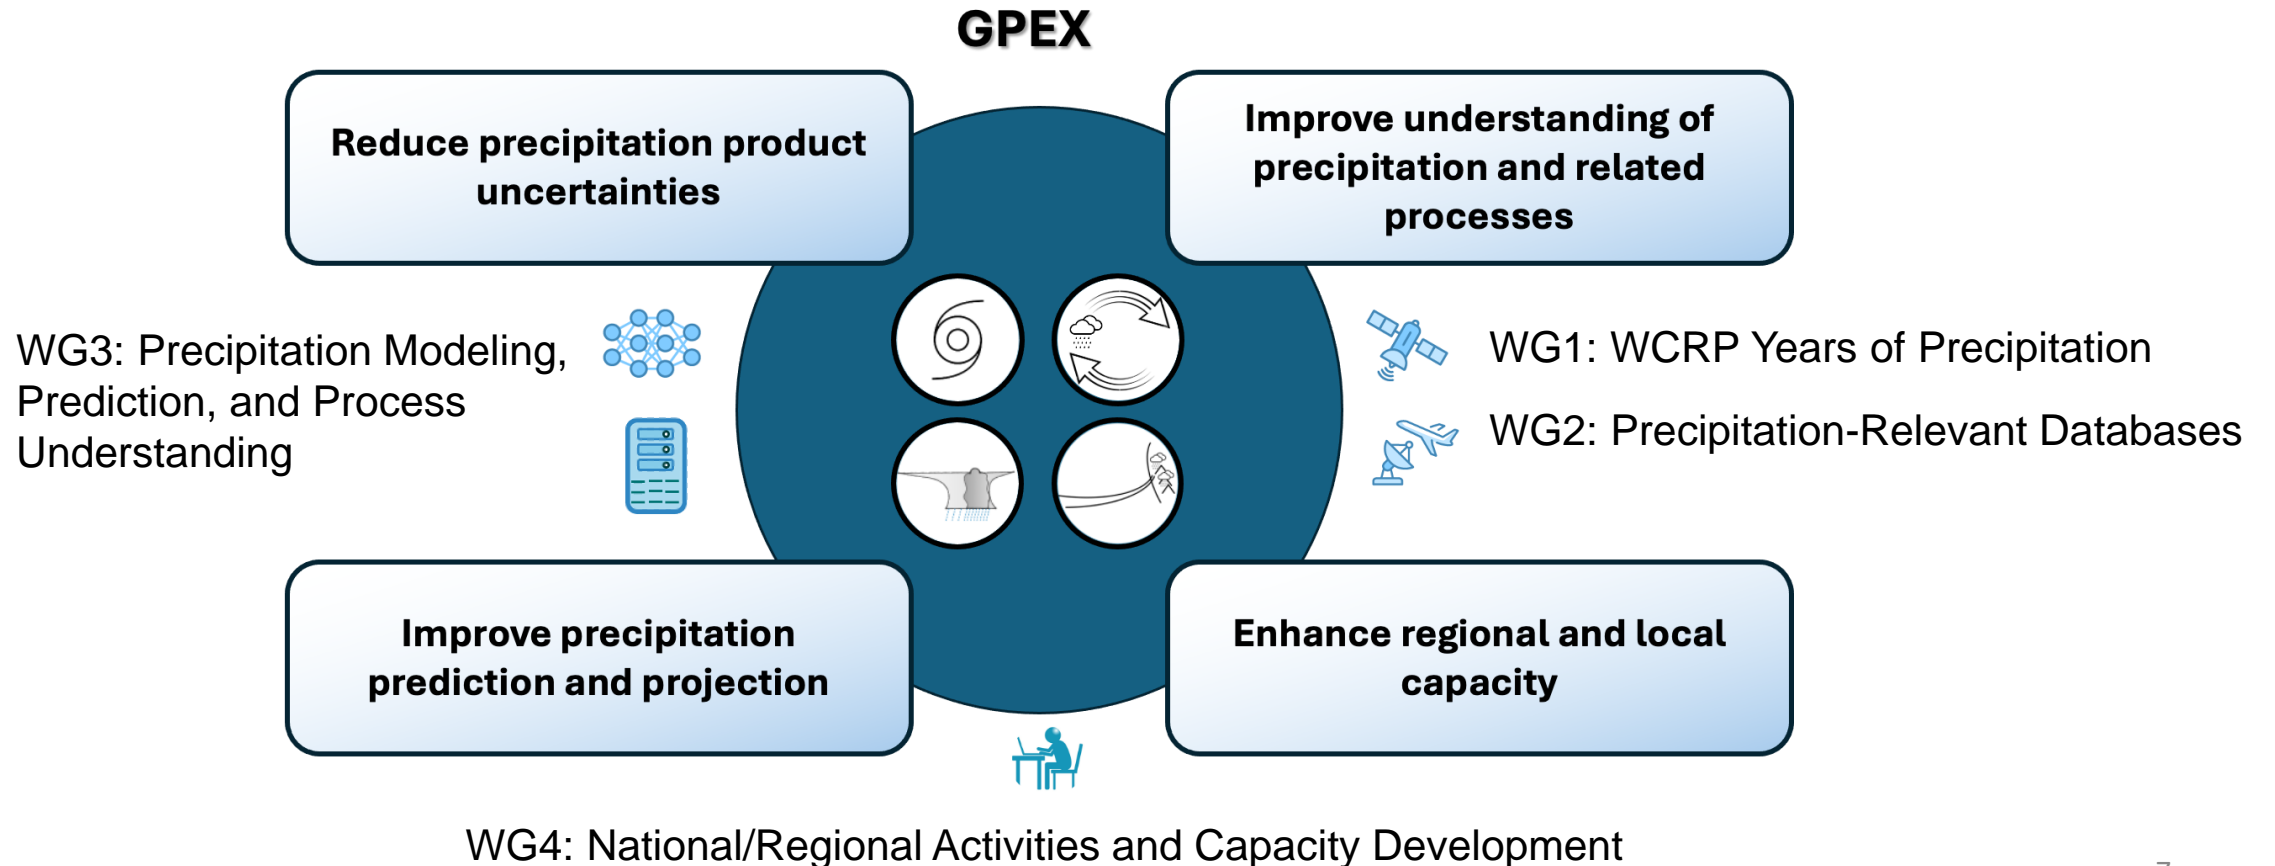 GPEX
Reduce precipitation product
uncertainties
Improve understanding of
precipitation and related
processes
WG3: Precipitation Modeling,
Prediction, and Process
Understanding
WG1: WCRP Years of Precipitation
WG2: Precipitation-Relevant Databases
Improve precipitation
prediction and projection
Enhance regional and local
capacity
WG4: National/Regional Activities and Capacity Development